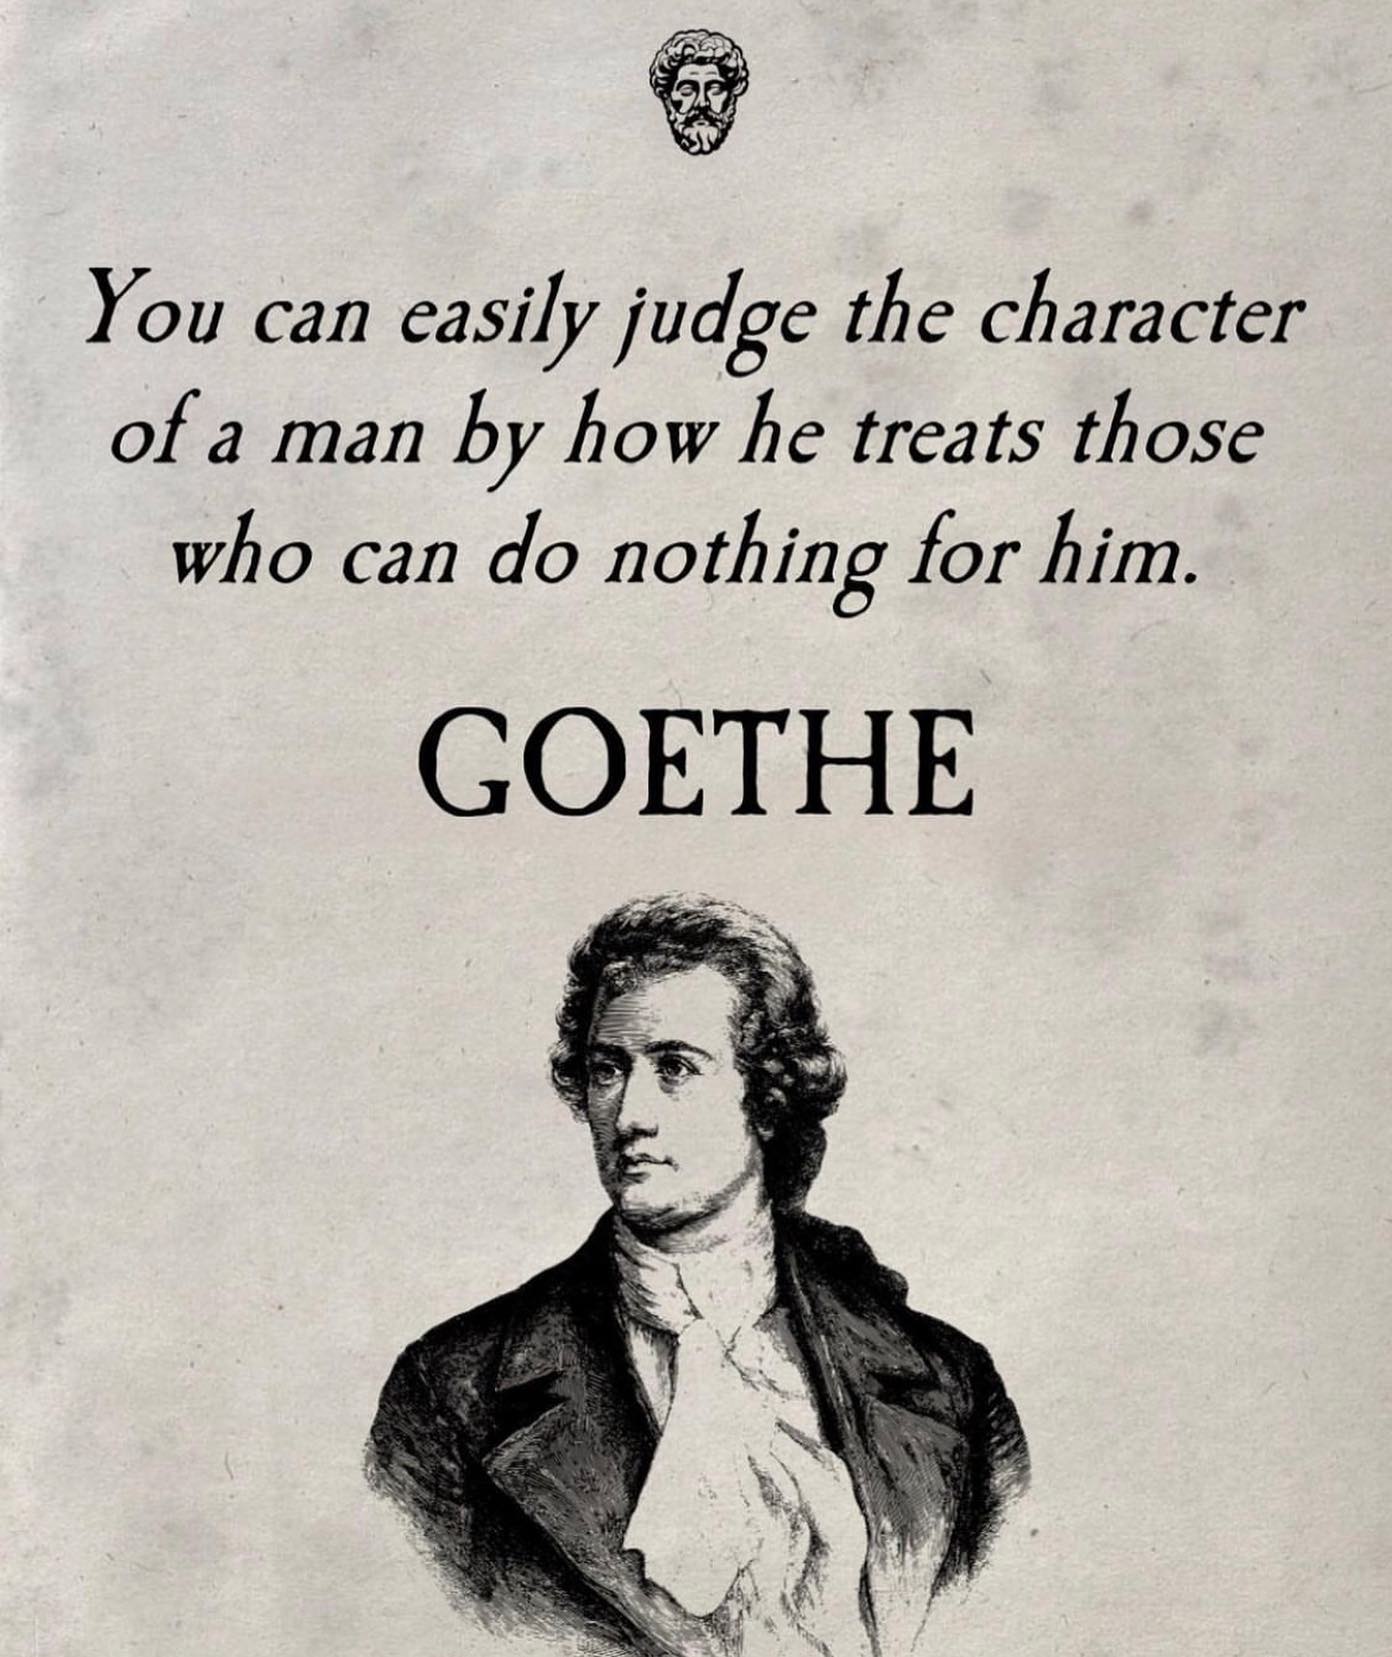 You can easily judge the character
of a man by how he treats those
who can do nothing for him.
GOETHE